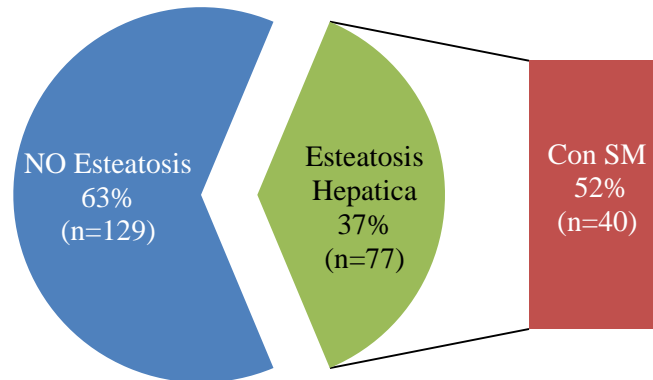 NO Esteatosis
63%
(n=129)
Esteatosis
Hepatica
37%
(n=77)
Con SM
52%
(n=40)